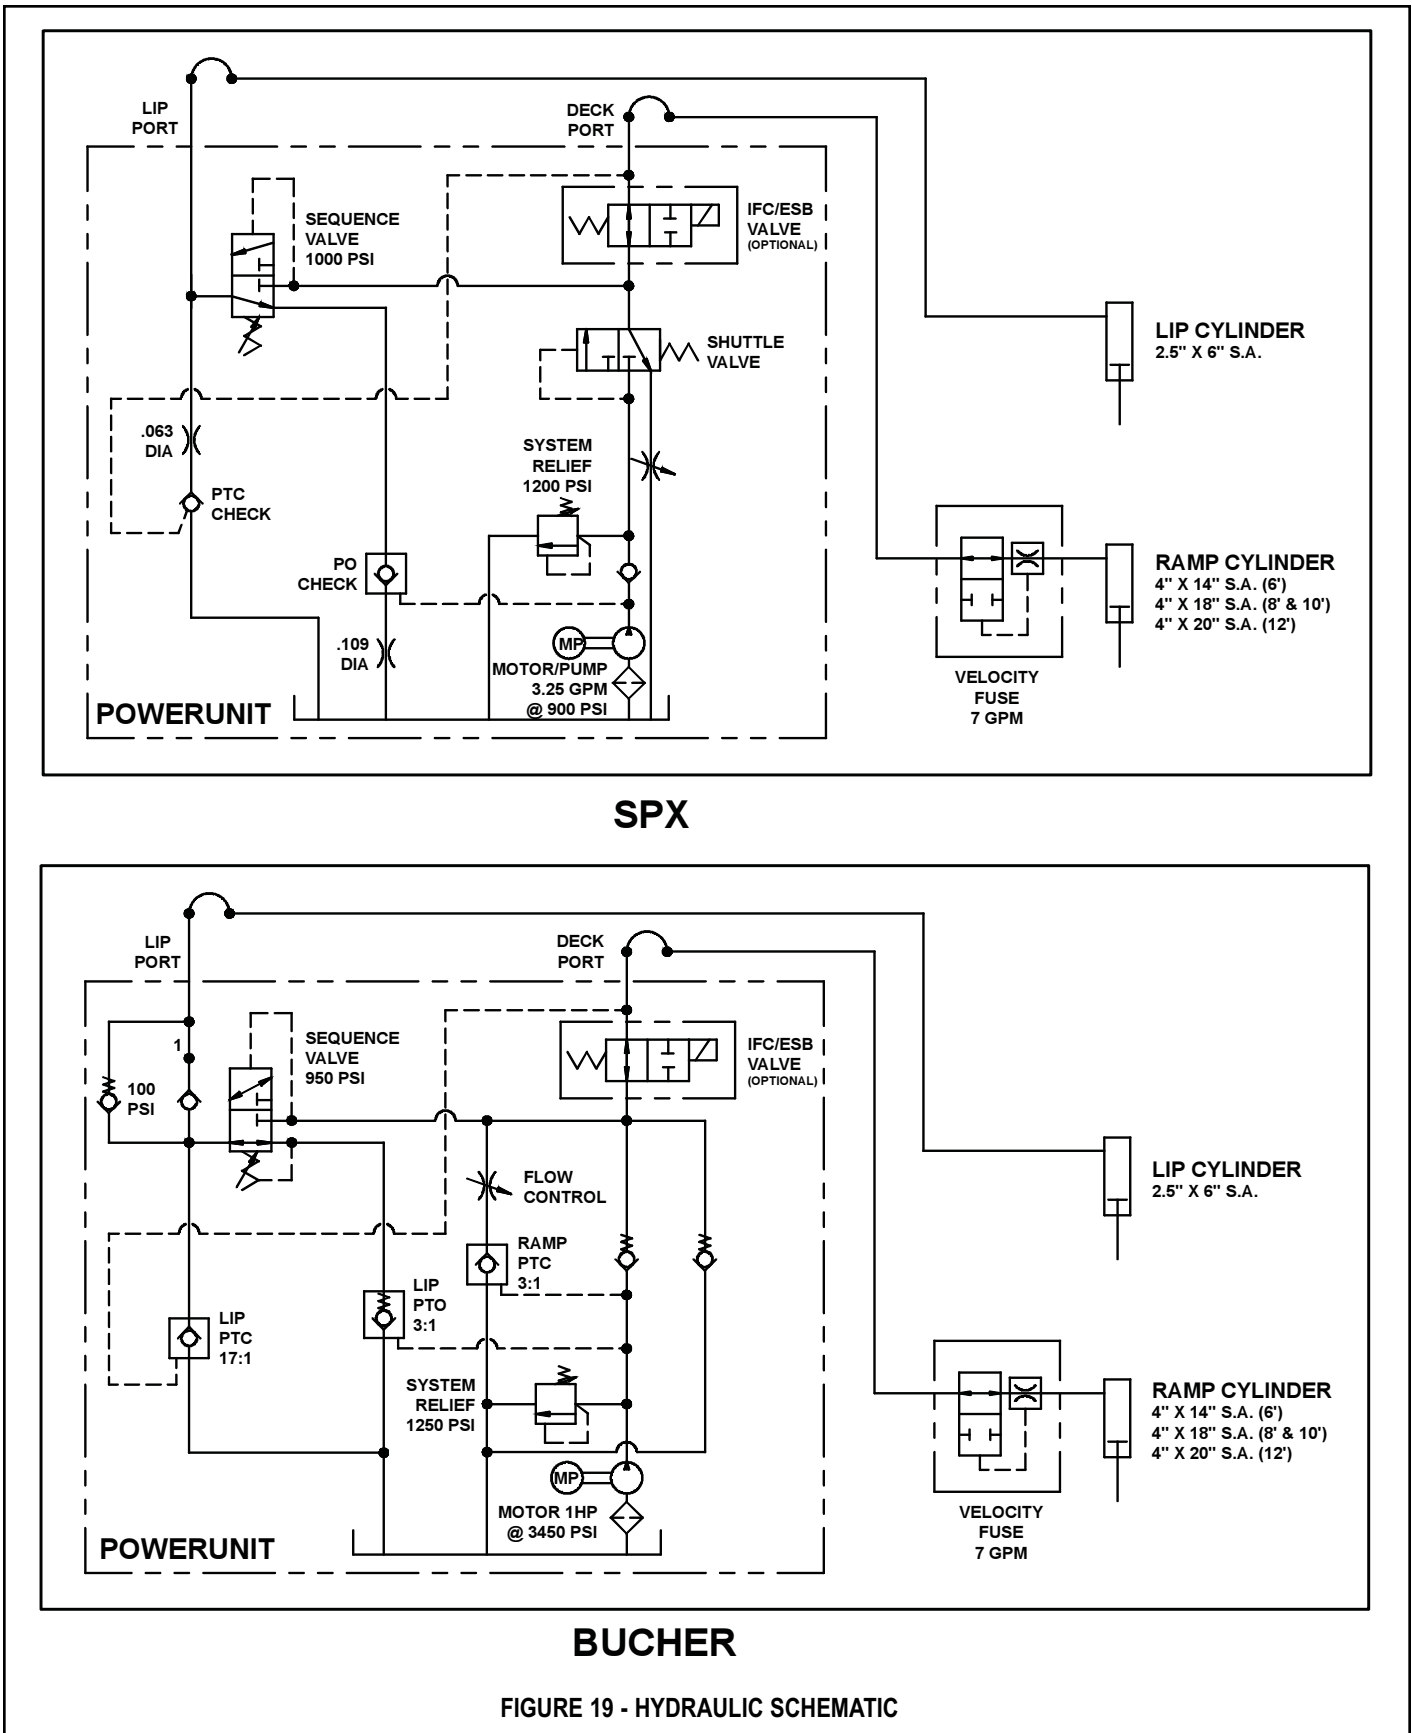 LIP
PORT
DECK
PORT
SEQUENCE
VALVE
1000 PSI
IFC/ESB
VALVE
(OPTIONAL)
SHUTTLE
VALVE
LIP CYLINDER
2.5" X 6" S.A.
.063
DIA
SYSTEM
RELIEF
1200 PSI
PTC
CHECK
PO
CHECK
RAMP CYLINDER
4" X 14" S.A. (6')
4" X 18" S.A. (8' & 10')
4" X 20" S.A. (12')
.109
DIA
MP
MOTOR/PUMP
3.25 GPM
@ 900 PSI
VELOCITY
FUSE
7 GPM
POWERUNIT
SPX
LIP
PORT
DECK
PORT
1
100
PSI
SEQUENCE
VALVE
950 PSI
IFC/ESB
VALVE
(OPTIONAL)
FLOW
CONTROL
LIP CYLINDER
2.5" X 6" S.A.
RAMP
PTC
3:1
LIP
PTO
3:1
LIP
PTC
17:1
SYSTEM
RELIEF
1250 PSI
RAMP CYLINDER
4" X 14" S.A. (6')
4" X 18" S.A. (8' & 10')
4" X 20" S.A. (12')
MP
MOTOR 1HP
@ 3450 PSI
VELOCITY
FUSE
7 GPM
POWERUNIT
BUCHER
FIGURE 19 - HYDRAULIC SCHEMATIC